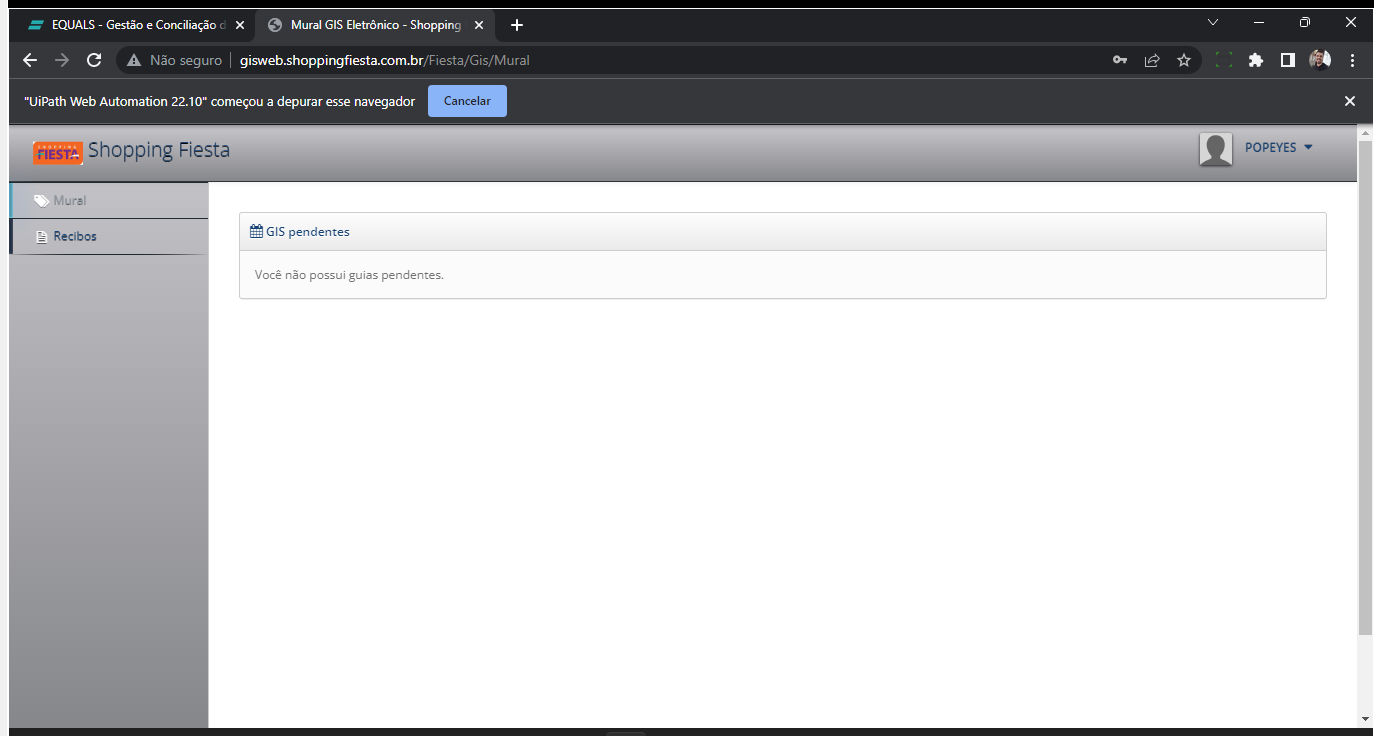 EQUALS - Gestão e Conciliação d
Mural GIS Eletrônico - Shopping
Não seguro
gisweb.shoppingfiesta.com.br/Fiesta/Gis/Mural
"UiPath Web Automation 22.10" começou a depurar esse navegador
Cancelar
SHOPPING
FIESTA
Shopping Fiesta
POPEYES
Mural
Recibos
GIS pendentes
Você não possui guias pendentes.